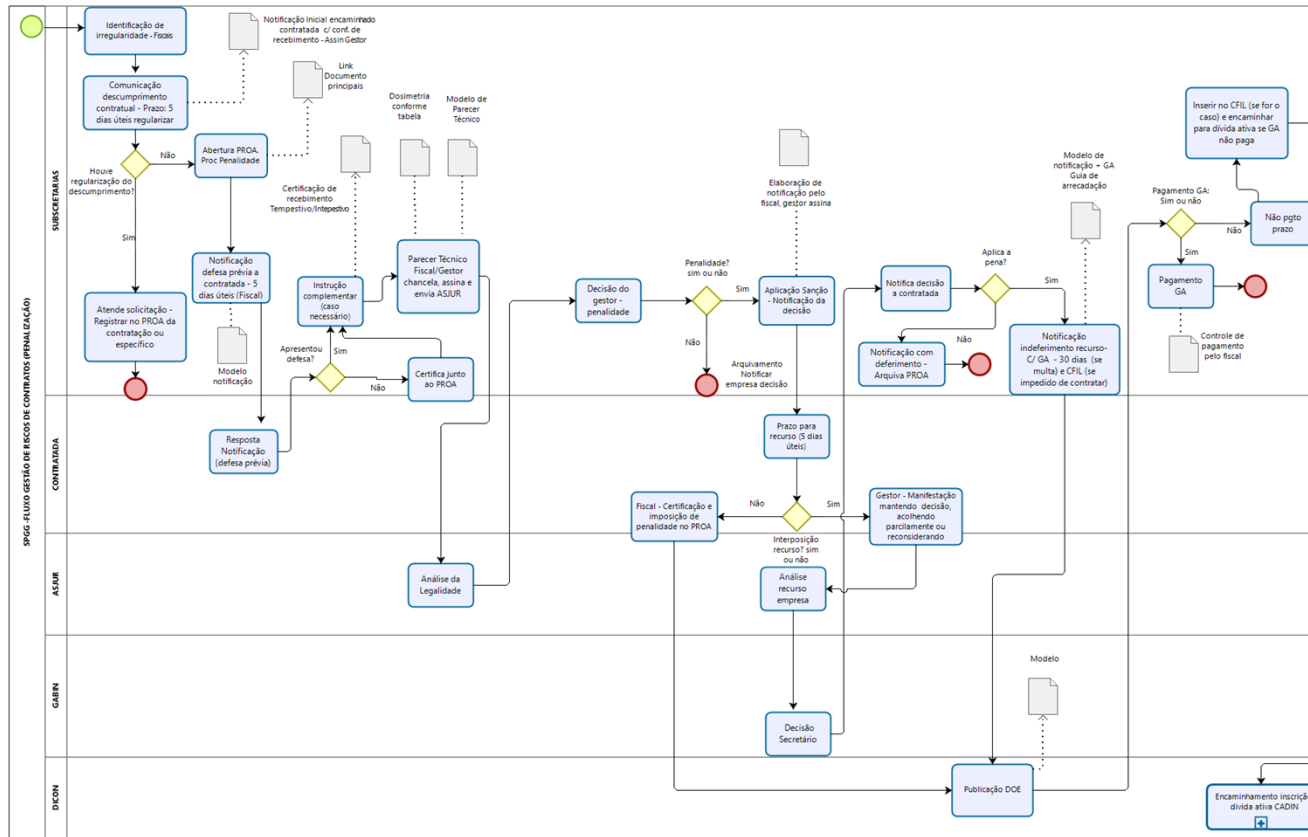 SPGG -FLUXO GESTÃO DE RISCOS DE CONTRATOS (PENALIZAÇÃO)
SUBSCRETARIAS
Identificação de
irregularidade - Fiscais
Comunicação
descumprimento
contratual - Prazo: 5
dias úteis regularizar
Notificação Inicial encaminhado
contratada c/ conf. de
recebimento - Assin Gestor
Houve
regularização do
descumprimento?
Não
Sim
Abertura PROA.
Proc Penalidade
Link
Documento
principais
Atende solicitação -
Registrar no PROA da
contratação ou
específico
Notificação
defesa prévia a
contratada - 5
dias úteis (Fiscal)
Modelo
notificação
Apresentou
defesa?
Sim
Não
Certificação de
recebimento
Tempestivo/Intepestivo
Instrução
complementar (caso
necessário)
Certifica junto
ao PROA
Dosimetria
conforme
tabela
Modelo de
Parecer
Técnico
Parecer Técnico
Fiscal/Gestor
chancela, assina e
envia ASJUR
Decisão do
gestor -
penalidade
Penalidade?
sim ou não
Sim
Não
Arquivamento
Notificar
empresa decisão
Elaboração de
notificação pelo
fiscal, gestor assina
Aplicação Sanção
- Notificação da
decisão
Notifica decisão
a contratada
Aplica a
pena?
Sim
Não
Notificação com
deferimento -
Arquiva PROA
Modelo de
notificação + GA
Guia de
arrecadação
Notificação
indeferimento recurso-
C/ GA - 30 dias (se
multa) e CFIL (se
impedido de contratar)
Pagamento GA:
Sim ou não
Não
Sim
Pagamento
GA
Controle de
pagamento
pelo fiscal
Não pgto
prazo
Inserir no CFIL (se for o
caso) e encaminhar
para dívida ativa se GA
não paga
CONTRATADA
Resposta
Notificação
(defesa prévia)
Prazo para
recurso (5 dias
úteis)
Não
Sim
Interposição
recurso? sim
ou não
Fiscal - Certificação e
imposição de
penalidade no PROA
Gestor - Manifestação
mantendo decisão,
acolhendo
parcilamente ou
reconsiderando
ASJUR
Análise da
Legalidade
Análise
recurso
empresa
GABIN
Decisão
Secretário
Modelo
DICON
Publicação DOE
Encaminhamento inscrição
divida ativa CADIN